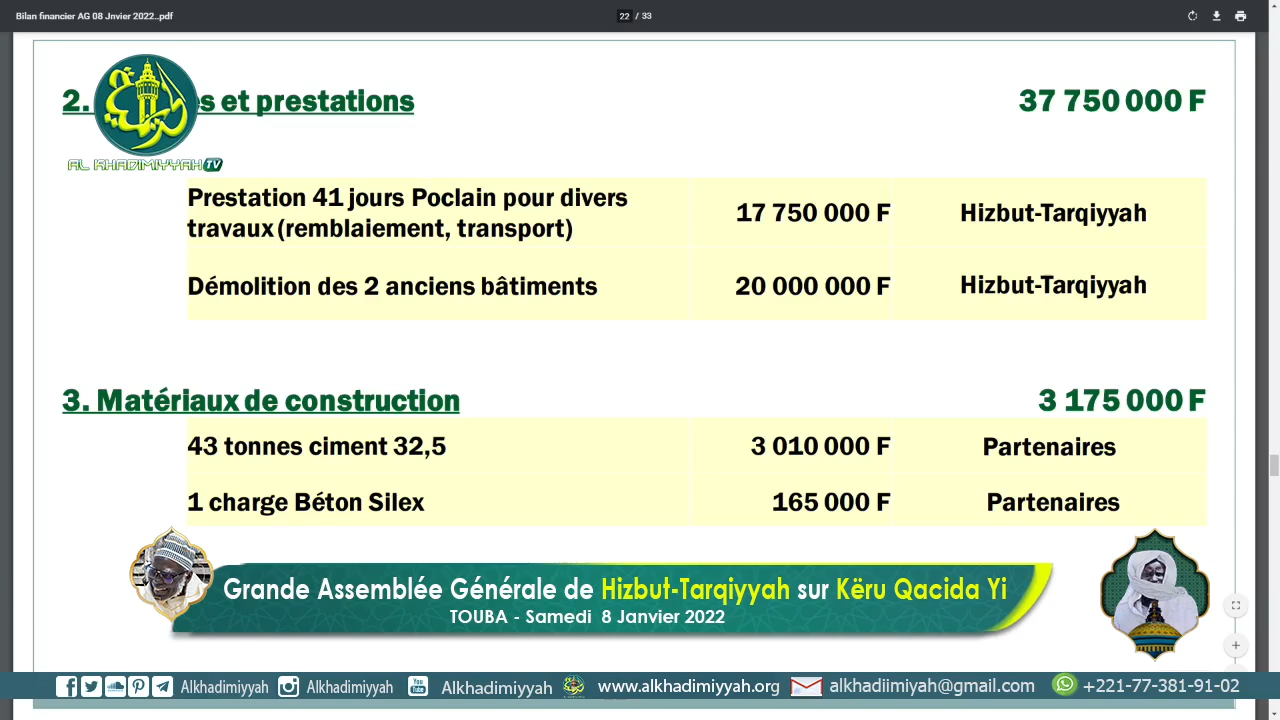 Bilan financier AG 08 Jnvier 2022..pdf
22 / 33
2. s et prestations 37 750 000 F
AL KHADIMIYYAH TV
Prestation 41 jours Poclain pour divers
travaux (remblaiement, transport) 17 750 000 F Hizbut-Tarqiyyah
Démolition des 2 anciens bâtiments 20 000 000 F Hizbut-Tarqiyyah
3. Matériaux de construction 3 175 000 F
43 tonnes ciment 32,5 3 010 000 F Partenaires
1 charge Béton Silex 165 000 F Partenaires
Grande Assemblée Générale de Hizbut-Tarqiyyah sur Këru Qacida Yi
TOUBA - Samedi 8 Janvier 2022
Alkhadimiyyah Alkhadimiyyah You Tube Alkhadimiyyah www.alkhadimiyyah.org alkhadiimiyah@gmail.com +221-77-381-91-02